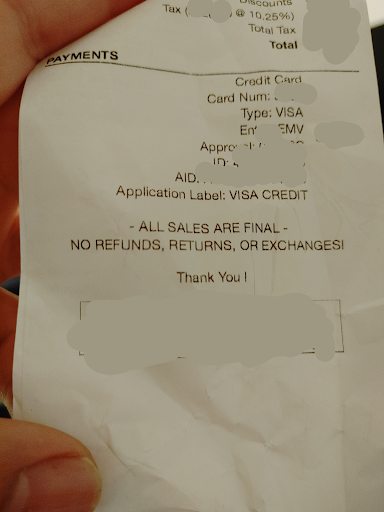 Discounts
Tax ( @ 10.25%)
Total Tax
Total
PAYMENTS
Credit Card
Card Num:
Type: VISA
EMV
ID:
AID
Application Label: VISA CREDIT
- ALL SALES ARE FINAL -
NO REFUNDS, RETURNS, OR EXCHANGES!
Thank You !